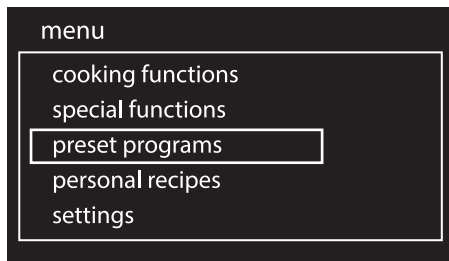 menu
cooking functions
special functions
preset programs
personal recipes
settings